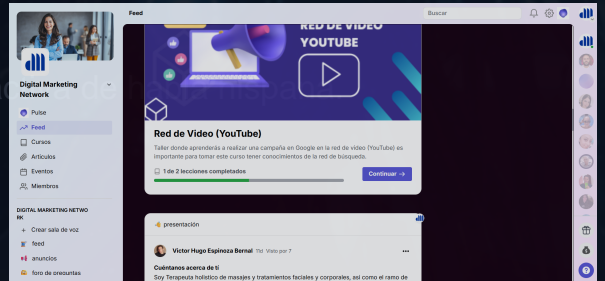 Feed
Buscar
Digital Marketing
Network
Pulse
Feed
Cursos
Artículos
Eventos
Miembros
DIGITAL MARKETING NETWO
RK
+ Crear sala de voz
feed
anuncios
foro de preguntas
RED DE VIDEO
YOUTUBE
Red de Video (YouTube)
Taller donde aprenderás a realizar una campaña en Google en la red de video (YouTube) es
importante para tomar este curso tener conocimientos de la red de búsqueda.
1 de 2 lecciones completados
Continuar →
presentación
Victor Hugo Espinoza Bernal 11d Visto por 7
Cuéntanos acerca de ti
Soy Terapeuta holístico de masajes y tratamientos faciales y corporales, así como el ramo de